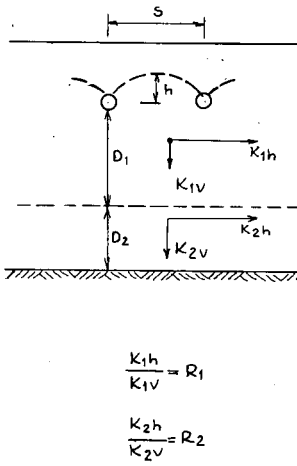 S
h
D₁
K₁h
K₁v
D₂
K₂h
K₂v
K₁h / K₁v = R₁
K₂h / K₂v = R₂